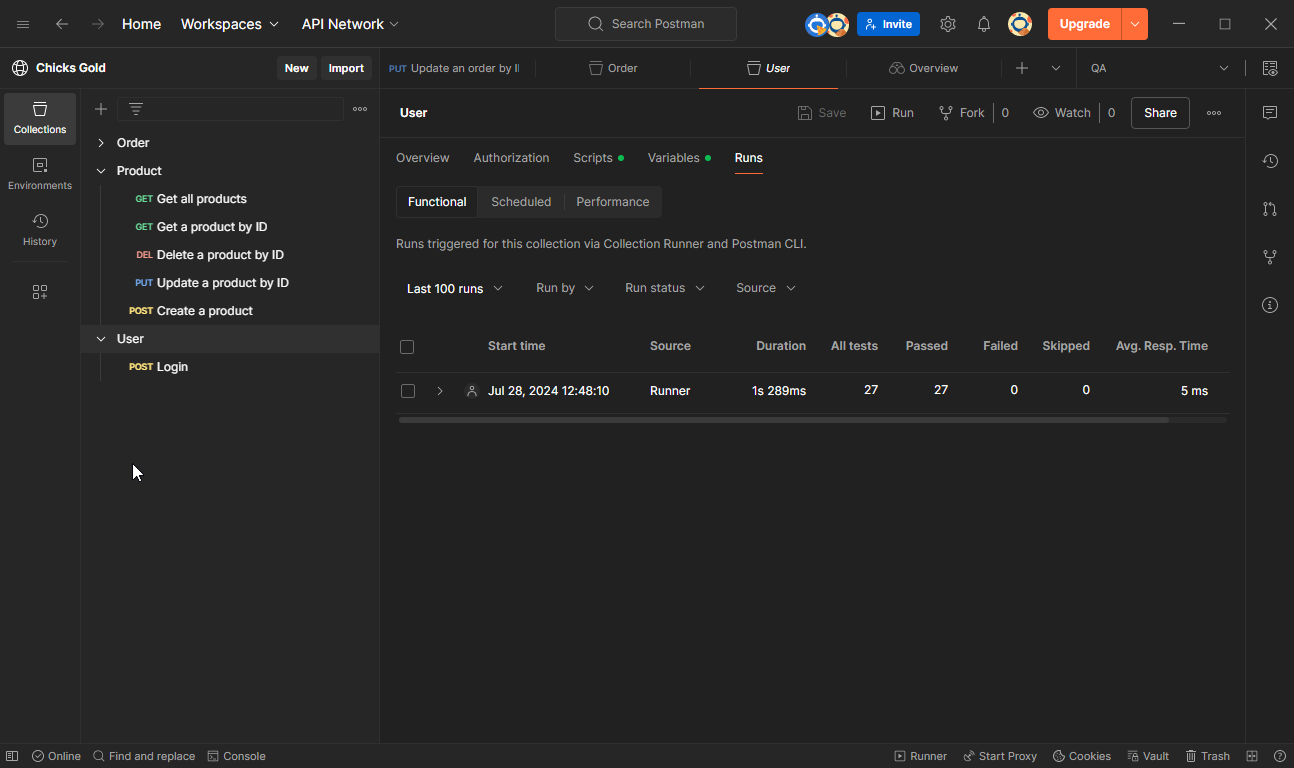 Home Workspaces API Network Search Postman Invite Upgrade
Chicks Gold New Import PUT Update an order by I Order User Overview QA
Collections
Environments
History
Order
Product
GET Get all products
GET Get a product by ID
DEL Delete a product by ID
PUT Update a product by ID
POST Create a product
User
POST Login
User Save Run Fork 0 Watch 0 Share
Overview Authorization Scripts Variables Runs
Functional Scheduled Performance
Runs triggered for this collection via Collection Runner and Postman CLI.
Last 100 runs Run by Run status Source
Start time Source Duration All tests Passed Failed Skipped Avg. Resp. Time
Jul 28, 2024 12:48:10 Runner 1s 289ms 27 27 0 0 5 ms
Online Find and replace Console Runner Start Proxy Cookies Vault Trash